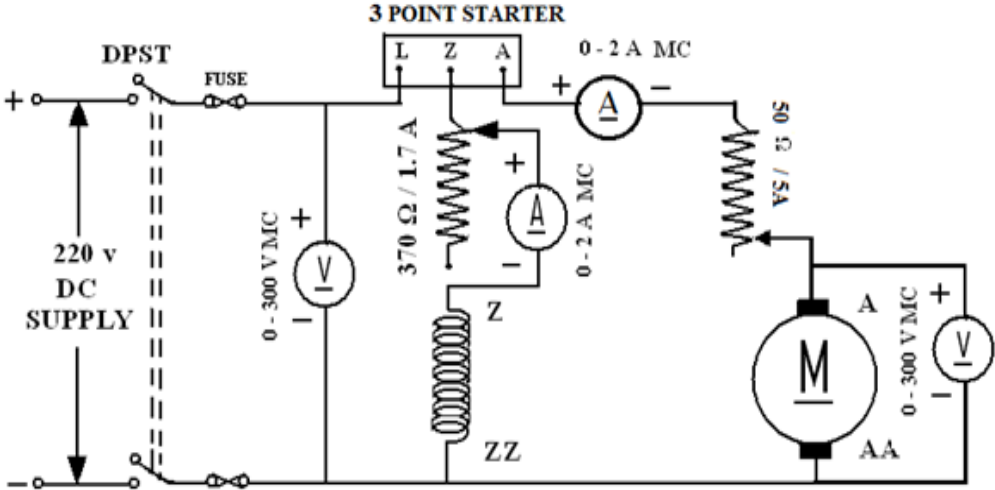 3 POINT STARTER
DPST
FUSE
L Z A
0 - 2 A MC
+ A −
+
50 Ω / 5A
370 Ω / 1.7 A
+
A
−
0 - 2 A MC
220 v
DC
SUPPLY
0 - 300 V MC
+
V
−
Z
ZZ
A
M
AA
0 - 300 V MC
+
V
−
−